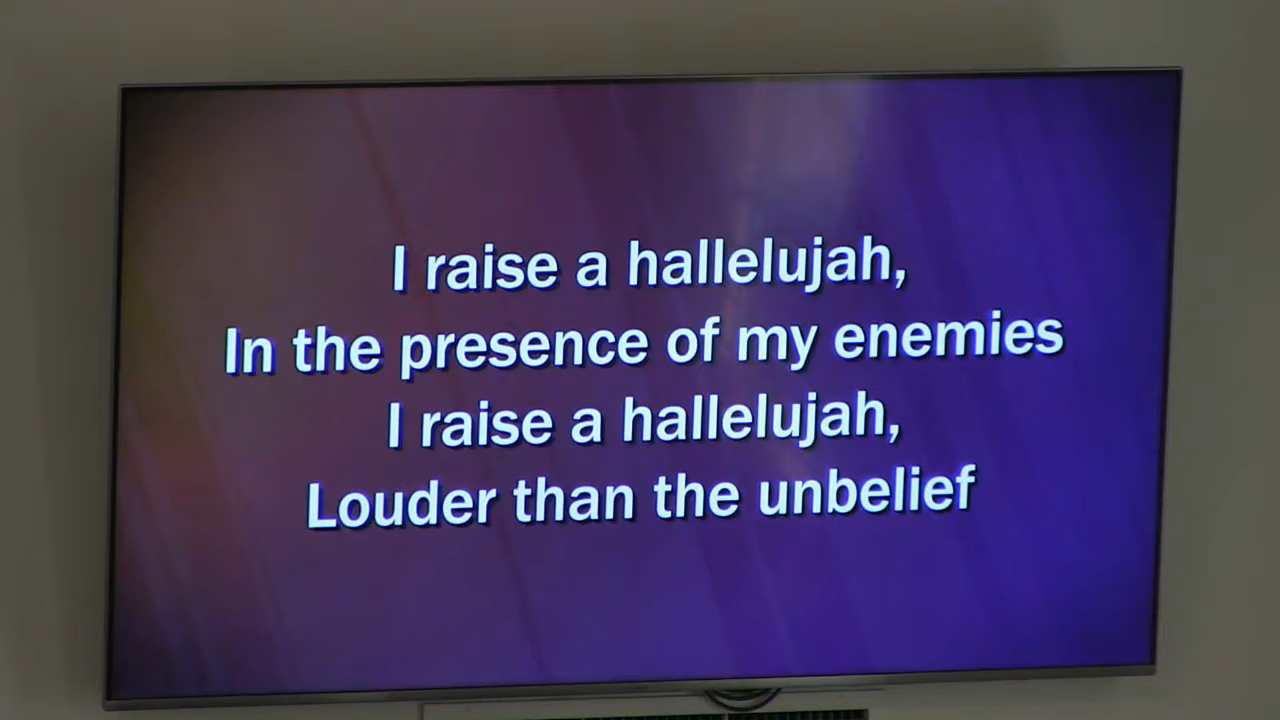 I raise a hallelujah,
In the presence of my enemies
I raise a hallelujah,
Louder than the unbelief